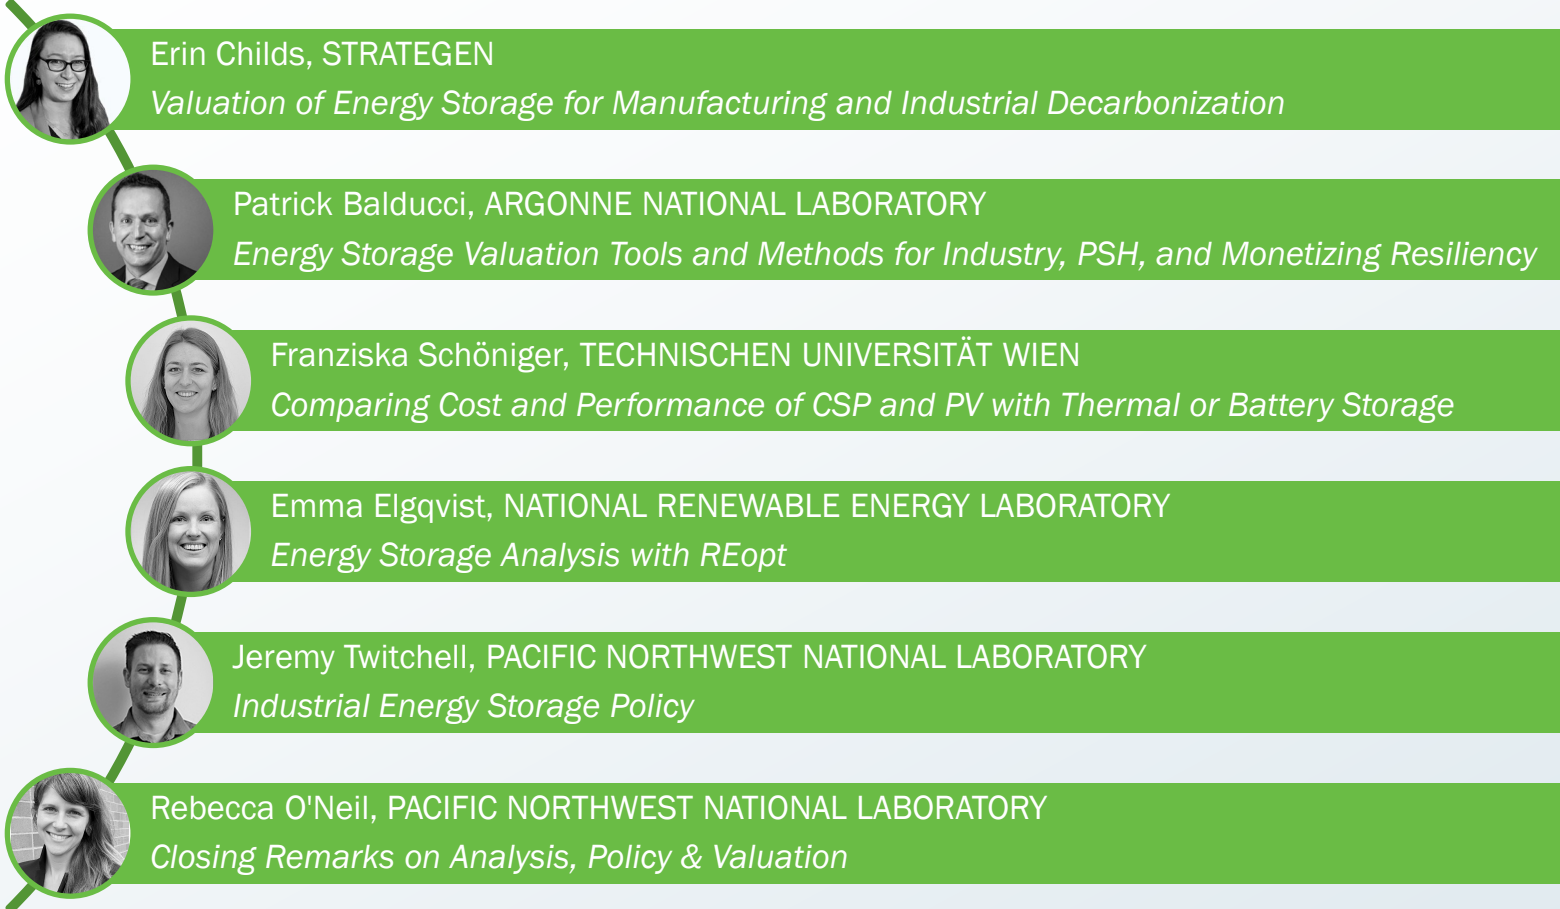 Erin Childs, STRATEGEN
Valuation of Energy Storage for Manufacturing and Industrial Decarbonization
Patrick Balducci, ARGONNE NATIONAL LABORATORY
Energy Storage Valuation Tools and Methods for Industry, PSH, and Monetizing Resiliency
Franziska Schöniger, TECHNISCHEN UNIVERSITÄT WIEN
Comparing Cost and Performance of CSP and PV with Thermal or Battery Storage
Emma Elgqvist, NATIONAL RENEWABLE ENERGY LABORATORY
Energy Storage Analysis with REopt
Jeremy Twitchell, PACIFIC NORTHWEST NATIONAL LABORATORY
Industrial Energy Storage Policy
Rebecca O'Neil, PACIFIC NORTHWEST NATIONAL LABORATORY
Closing Remarks on Analysis, Policy & Valuation